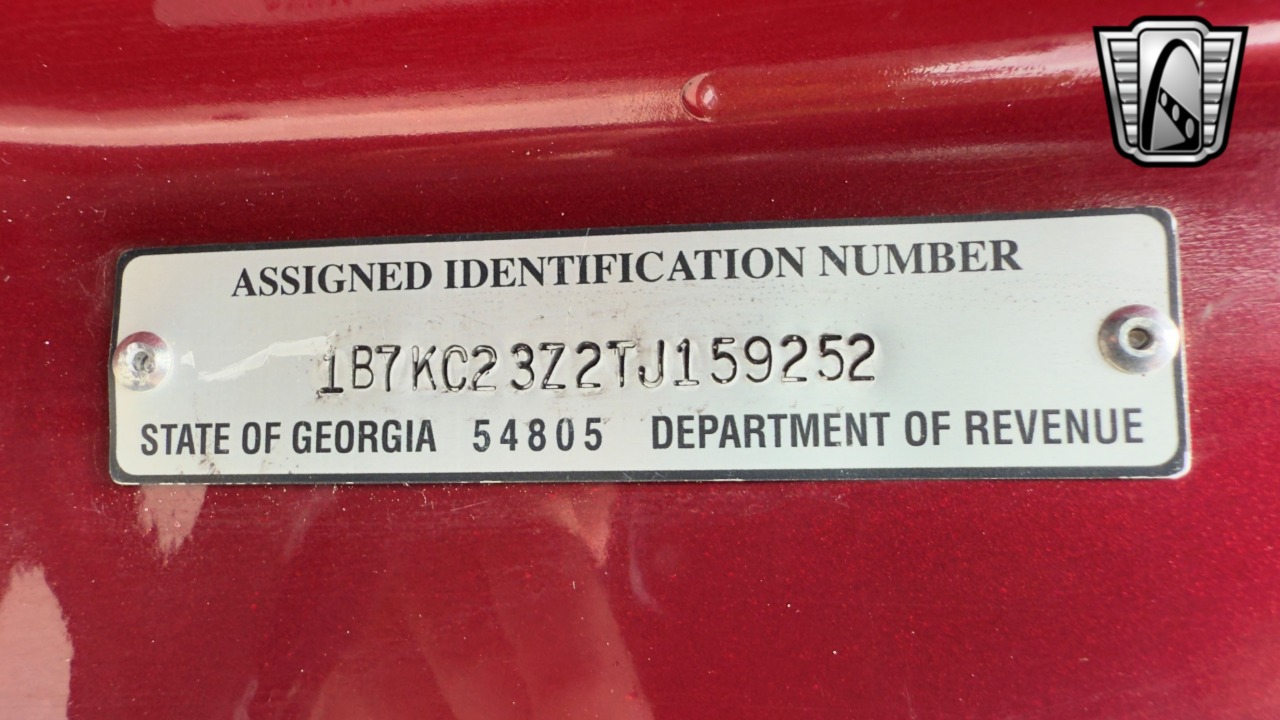 ASSIGNED IDENTIFICATION NUMBER
1B7KC23Z2TJ159252
STATE OF GEORGIA 54805 DEPARTMENT OF REVENUE